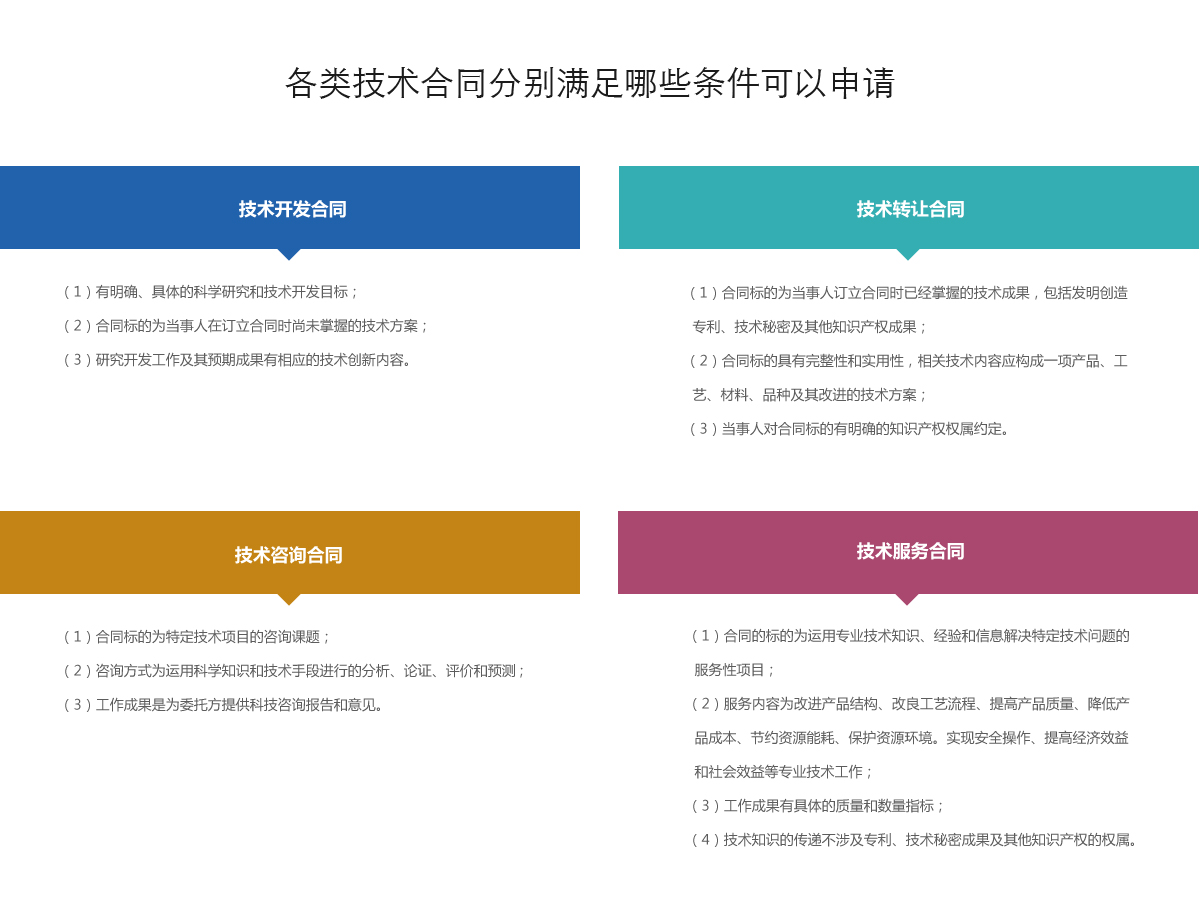 各类技术合同分别满足哪些条件可以申请
技术开发合同
（1）有明确、具体的科学研究和技术开发目标；
（2）合同标的为当事人在订立合同时尚未掌握的技术方案；
（3）研究开发工作及其预期成果有相应的技术创新内容。
技术转让合同
（1）合同标的为当事人订立合同时已经掌握的技术成果，包括发明创造
专利、技术秘密及其他知识产权成果；
（2）合同标的具有完整性和实用性，相关技术内容应构成一项产品、工
艺、材料、品种及其改进的技术方案；
（3）当事人对合同标的有明确的知识产权权属约定。
技术咨询合同
（1）合同标的为特定技术项目的咨询课题；
（2）咨询方式为运用科学知识和技术手段进行的分析、论证、评价和预测；
（3）工作成果是为委托方提供科技咨询报告和意见。
技术服务合同
（1）合同的标的为运用专业技术知识、经验和信息解决特定技术问题的
服务性项目；
（2）服务内容为改进产品结构、改良工艺流程、提高产品质量、降低产
品成本、节约资源能耗、保护资源环境。实现安全操作、提高经济效益
和社会效益等专业技术工作；
（3）工作成果有具体的质量和数量指标；
（4）技术知识的传递不涉及专利、技术秘密成果及其他知识产权的权属。